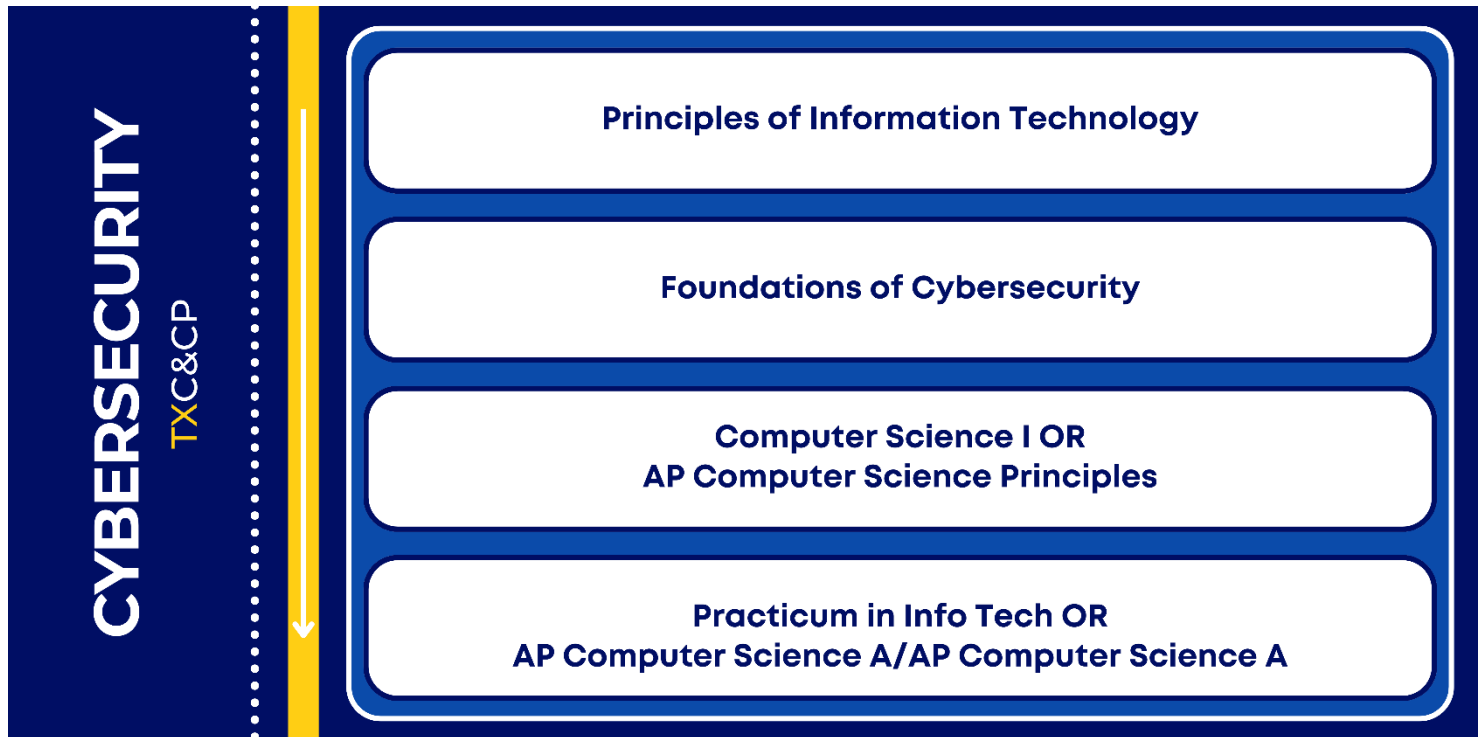 CYBERSECURITY
TXC&CP
Principles of Information Technology
Foundations of Cybersecurity
Computer Science I OR
AP Computer Science Principles
Practicum in Info Tech OR
AP Computer Science A/AP Computer Science A